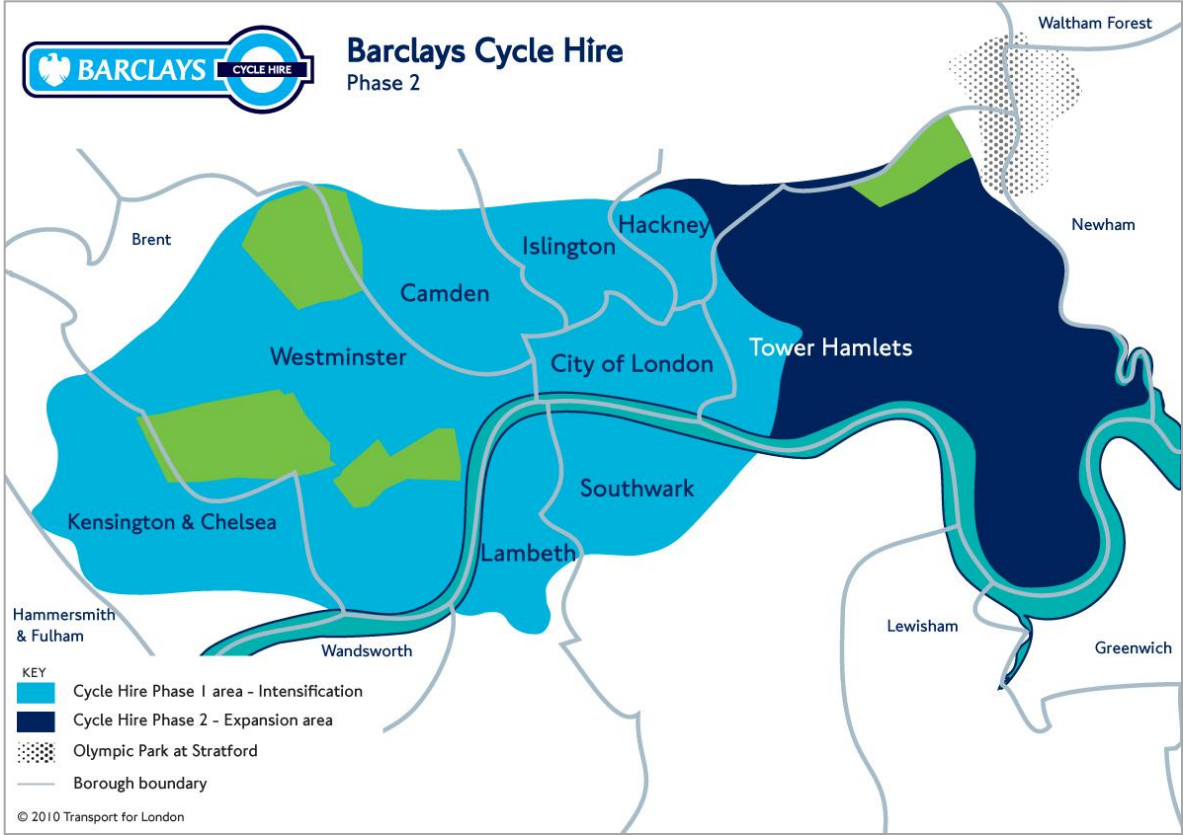 BARCLAYS
CYCLE HIRE
Barclays Cycle Hire
Phase 2
Waltham Forest
Brent
Hackney
Islington
Newham
Camden
Westminster
City of London
Tower Hamlets
Southwark
Kensington & Chelsea
Lambeth
Hammersmith
& Fulham
Wandsworth
Lewisham
Greenwich
KEY
Cycle Hire Phase 1 area - Intensification
Cycle Hire Phase 2 - Expansion area
Olympic Park at Stratford
Borough boundary
© 2010 Transport for London